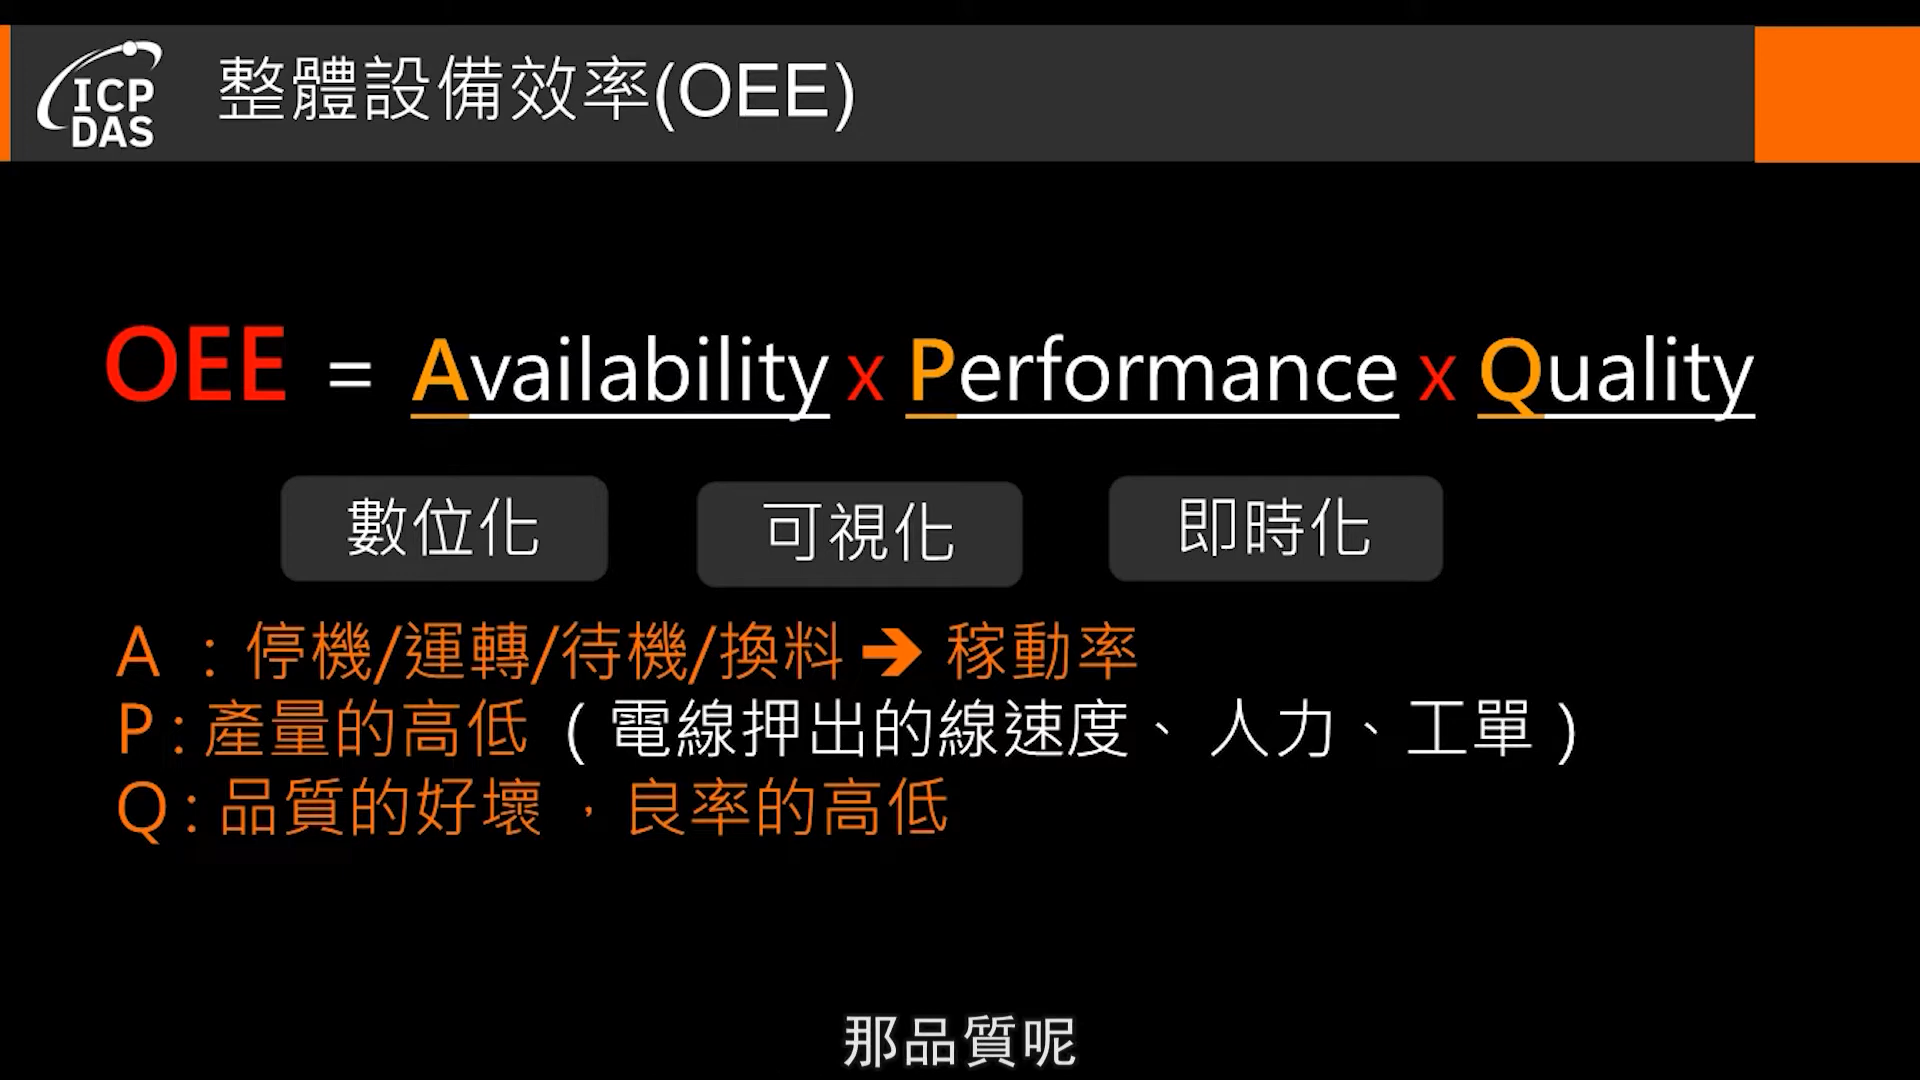 ICP
DAS
整體設備效率(OEE)
OEE = Availability x Performance x Quality
數位化 可視化 即時化
A : 停機/運轉/待機/換料 → 稼動率
P : 產量的高低 ( 電線押出的線速度、 人力、工單 )
Q : 品質的好壞 ，良率的高低
那品質呢